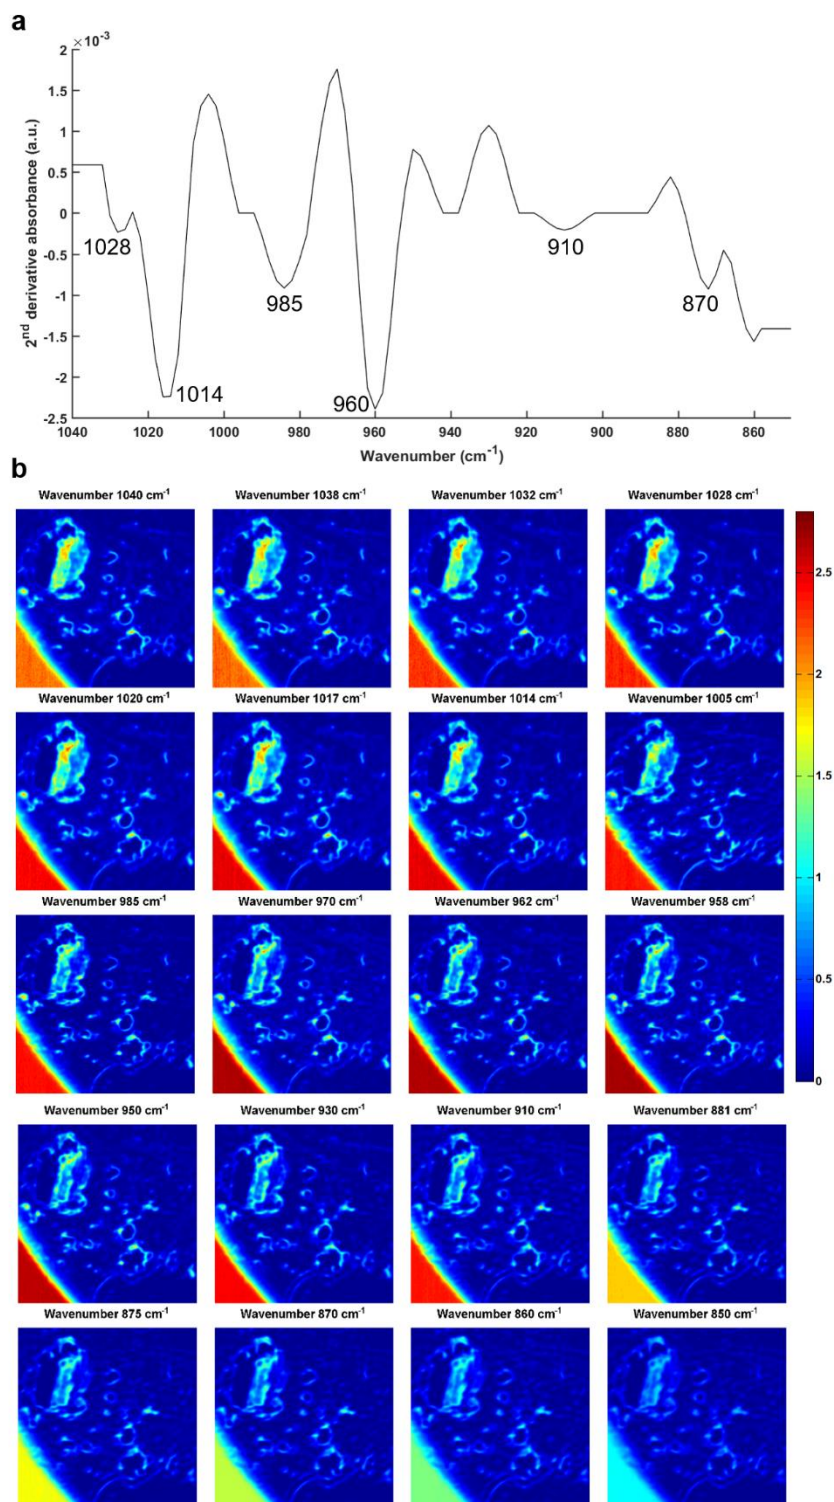 a
×10⁻³
2
1.5
1
0.5
0
-0.5
-1
-1.5
-2
-2.5
2ⁿᵈ derivative absorbance (a.u.)
1028
1014
985
960
910
870
1040 1020 1000 980 960 940 920 900 880 860
Wavenumber (cm⁻¹)
b
Wavenumber 1040 cm⁻¹ Wavenumber 1038 cm⁻¹ Wavenumber 1032 cm⁻¹ Wavenumber 1028 cm⁻¹
Wavenumber 1020 cm⁻¹ Wavenumber 1017 cm⁻¹ Wavenumber 1014 cm⁻¹ Wavenumber 1005 cm⁻¹
Wavenumber 985 cm⁻¹ Wavenumber 970 cm⁻¹ Wavenumber 962 cm⁻¹ Wavenumber 958 cm⁻¹
Wavenumber 950 cm⁻¹ Wavenumber 930 cm⁻¹ Wavenumber 910 cm⁻¹ Wavenumber 881 cm⁻¹
Wavenumber 875 cm⁻¹ Wavenumber 870 cm⁻¹ Wavenumber 860 cm⁻¹ Wavenumber 850 cm⁻¹
2.5
2
1.5
1
0.5
0